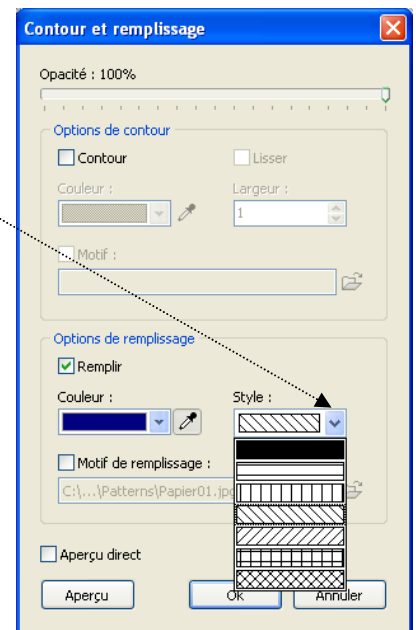 Contour et remplissage
Opacité : 100%
Options de contour
Contour
Lisser
Couleur :
Largeur :
1
Motif :
Options de remplissage
Remplir
Couleur :
Style :
Motif de remplissage :
C:\...\Patterns\Papier01.jpg
Aperçu direct
Aperçu
Ok
Annuler